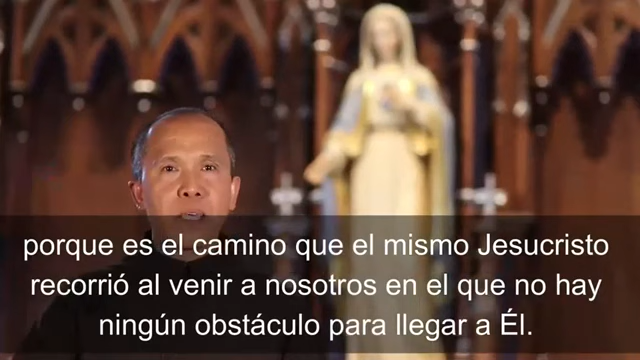 porque es el camino que el mismo Jesucristo
recorrió al venir a nosotros en el que no hay
ningún obstáculo para llegar a Él.